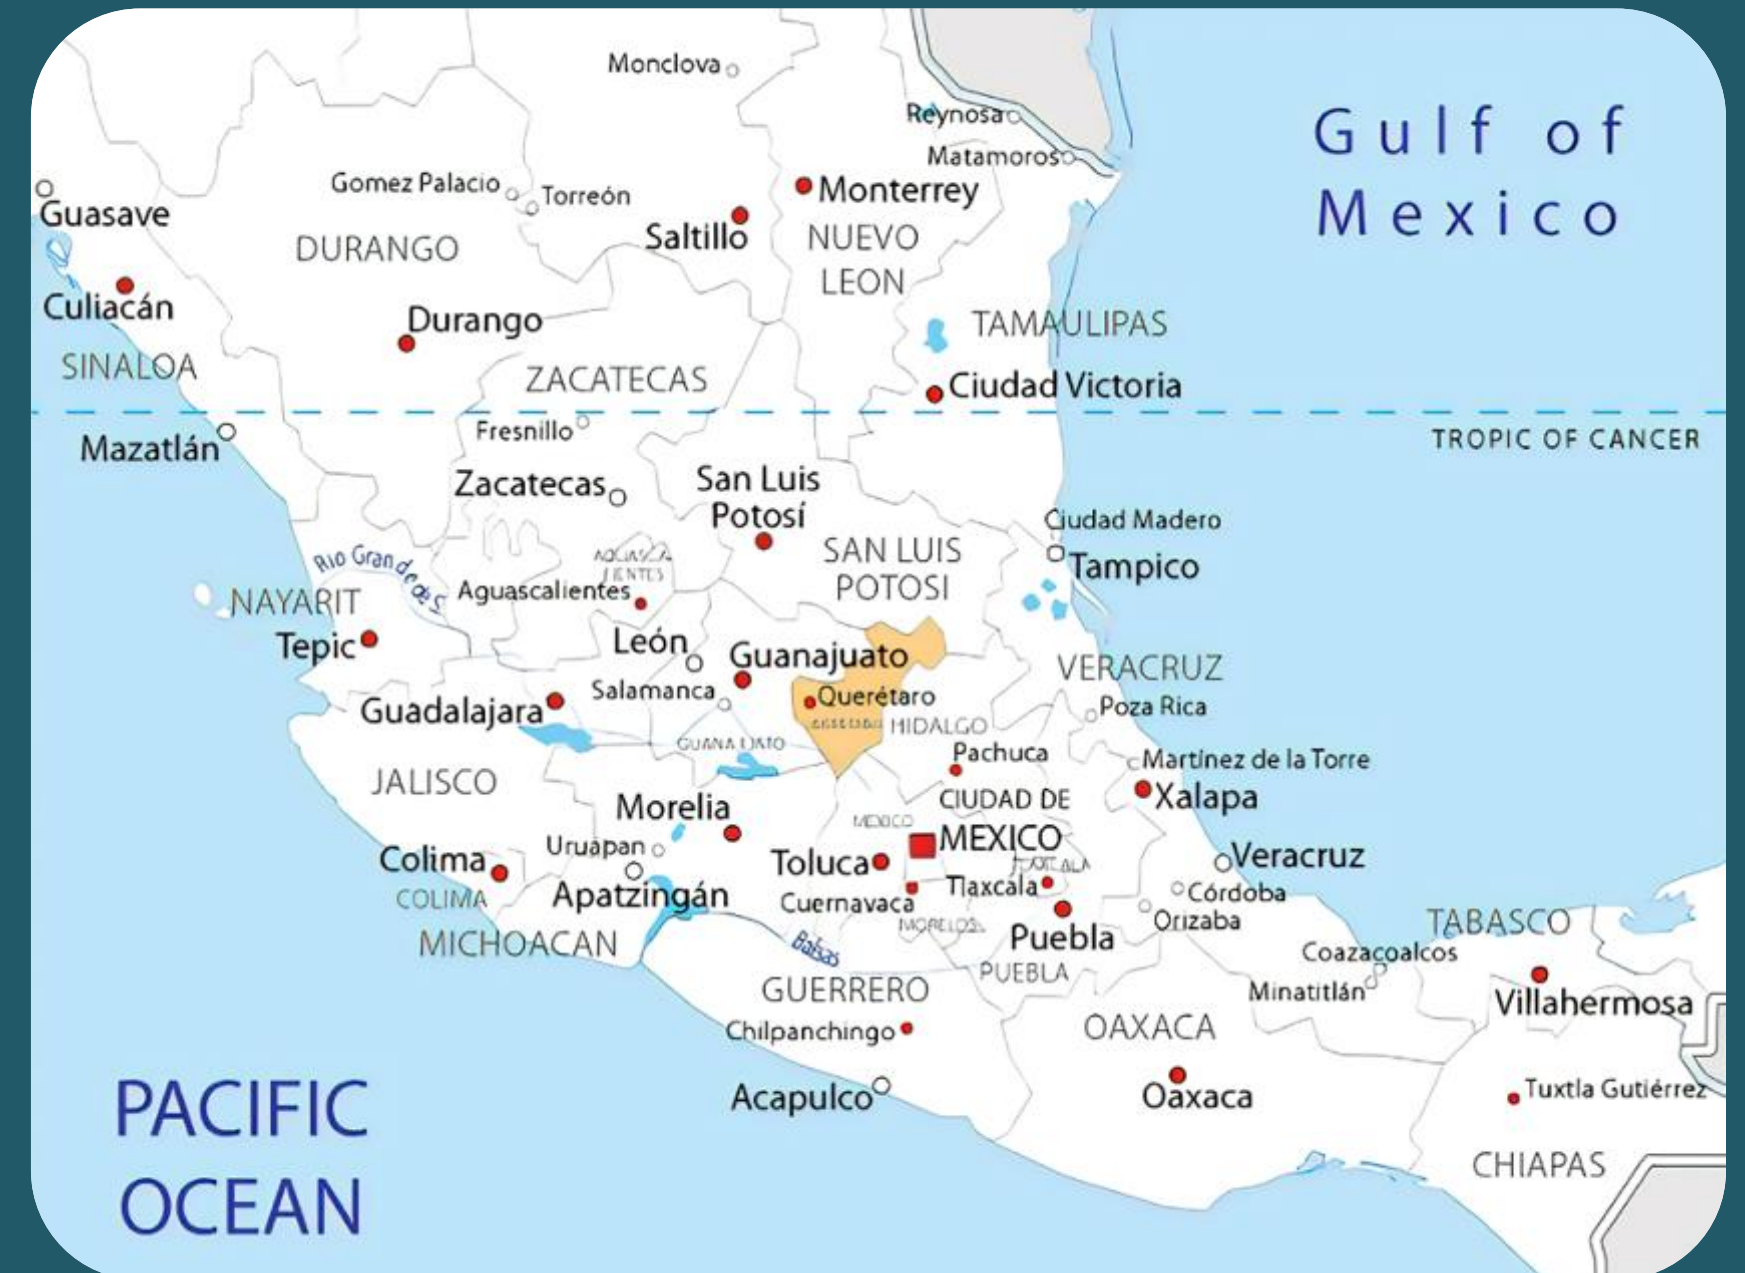 Monclova
Gulf of
Mexico
Reynosa
Matamoros
Gomez Palacio
Torreón
Monterrey
Guasave
Saltillo
NUEVO
LEON
DURANGO
Culiacán
Durango
TAMAULIPAS
SINALOA
ZACATECAS
Ciudad Victoria
Fresnillo
TROPIC OF CANCER
Mazatlán
Zacatecas
San Luis
Potosí
Ciudad Madero
SAN LUIS
POTOSI
Tampico
Rio Grande de S.
NAYARIT
Aguascalientes
Tepic
León
Guanajuato
VERACRUZ
Salamanca
Querétaro
Guadalajara
HIDALGO
Poza Rica
Pachuca
Martinez de la Torre
JALISCO
CIUDAD DE
MEXICO
Xalapa
Morelia
MEXICO
Uruapan
Colima
Toluca
Veracruz
COLIMA
Apatzingán
Cuernavaca
Tlaxcala
Córdoba
Orizaba
MORELOS
TABASCO
MICHOACAN
Balsas
Puebla
PUEBLA
Coazacoalcos
Minatitlán
Villahermosa
GUERRERO
Chilpanchingo
OAXACA
Acapulco
Oaxaca
Tuxtla Gutiérrez
PACIFIC
OCEAN
CHIAPAS